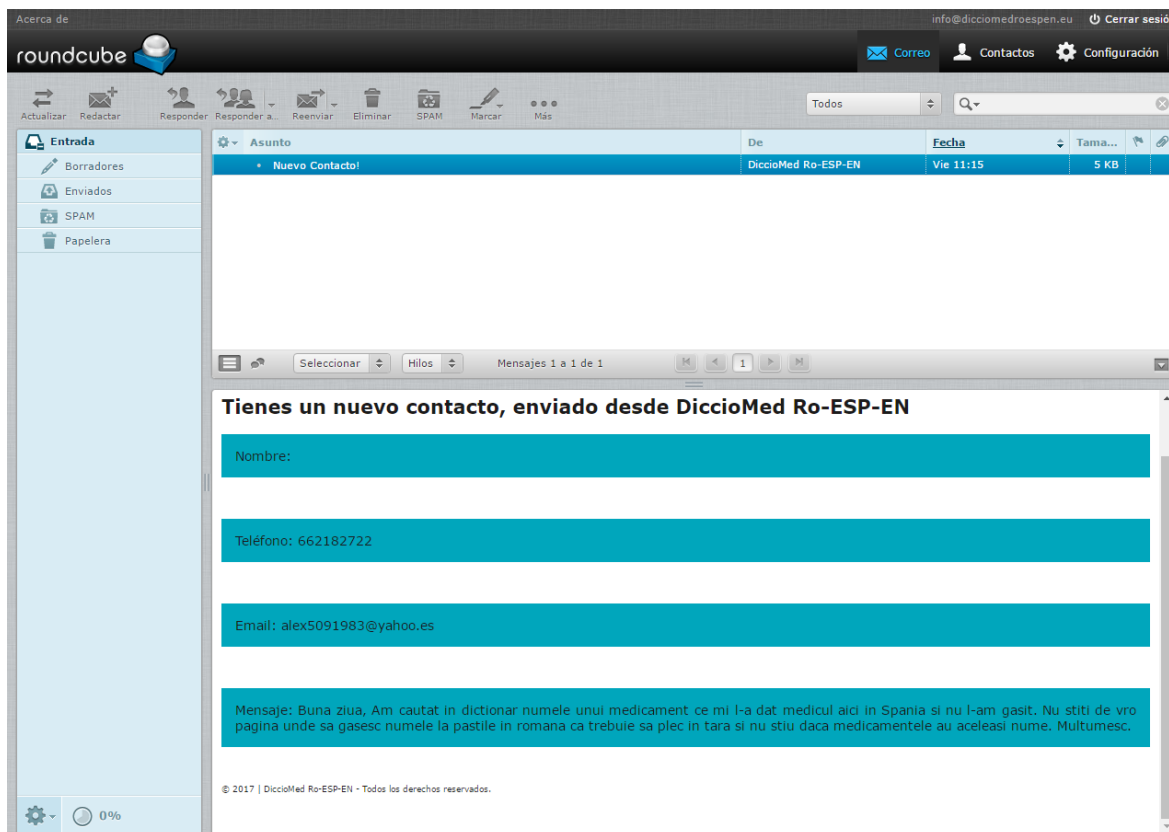 Acerca de
info@dicciomedroespen.eu Cerrar sesió
roundcube
Correo Contactos Configuración
Actualizar Redactar Responder Responder a... Reenviar Eliminar SPAM Marcar Más
Todos
Entrada
Borradores
Enviados
SPAM
Papelera
Asunto De Fecha Tama...
Nuevo Contacto! DiccioMed Ro-ESP-EN Vie 11:15 5 KB
Seleccionar Hilos Mensajes 1 a 1 de 1 1
Tienes un nuevo contacto, enviado desde DiccioMed Ro-ESP-EN
Nombre:
Teléfono: 662182722
Email: alex5091983@yahoo.es
Mensaje: Buna ziua, Am cautat in dictionar numele unui medicament ce mi l-a dat medicul aici in Spania si nu l-am gasit. Nu stiti de vro
pagina unde sa gasesc numele la pastile in romana ca trebuie sa plec in tara si nu stiu daca medicamentele au aceleasi nume. Multumesc.
© 2017 | DiccioMed Ro-ESP-EN - Todos los derechos reservados.
0%